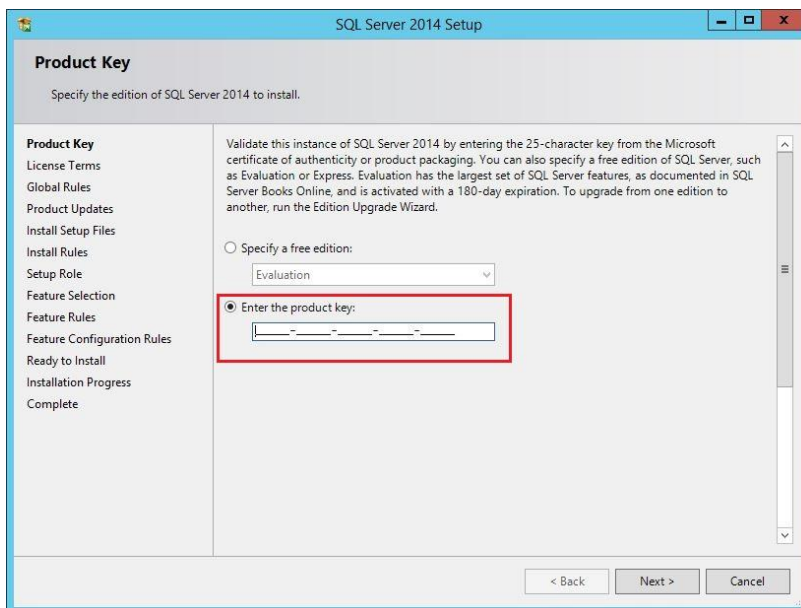 SQL Server 2014 Setup
Product Key
Specify the edition of SQL Server 2014 to install.
Product Key
License Terms
Global Rules
Product Updates
Install Setup Files
Install Rules
Setup Role
Feature Selection
Feature Rules
Feature Configuration Rules
Ready to Install
Installation Progress
Complete
Validate this instance of SQL Server 2014 by entering the 25-character key from the Microsoft
certificate of authenticity or product packaging. You can also specify a free edition of SQL Server, such
as Evaluation or Express. Evaluation has the largest set of SQL Server features, as documented in SQL
Server Books Online, and is activated with a 180-day expiration. To upgrade from one edition to
another, run the Edition Upgrade Wizard.
Specify a free edition:
Evaluation
Enter the product key:
_____-_____-_____-_____-_____
< Back Next > Cancel